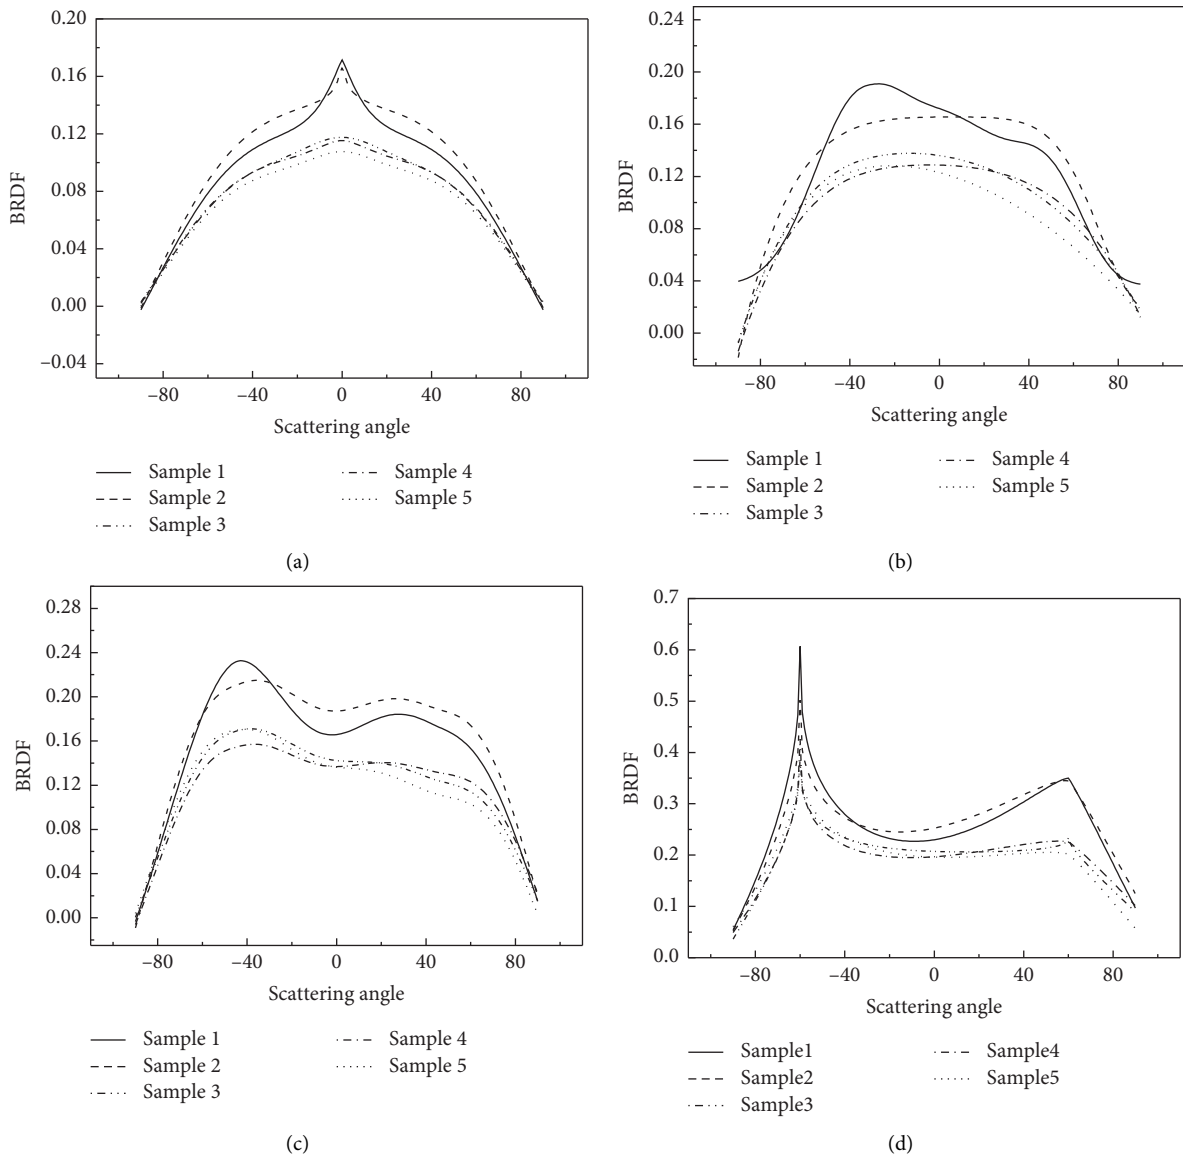 0.20
0.16
0.12
0.08
0.04
0.00
–0.04
BRDF
–80 –40 0 40 80
Scattering angle
Sample 1
Sample 2
Sample 3
Sample 4
Sample 5
(a)
0.24
0.20
0.16
0.12
0.08
0.04
0.00
BRDF
–80 –40 0 40 80
Scattering angle
Sample 1
Sample 2
Sample 3
Sample 4
Sample 5
(b)
0.28
0.24
0.20
0.16
0.12
0.08
0.04
0.00
BRDF
–80 –40 0 40 80
Scattering angle
Sample 1
Sample 2
Sample 3
Sample 4
Sample 5
(c)
0.7
0.6
0.5
0.4
0.3
0.2
0.1
0.0
BRDF
–80 –40 0 40 80
Scattering angle
Sample1
Sample2
Sample3
Sample4
Sample5
(d)